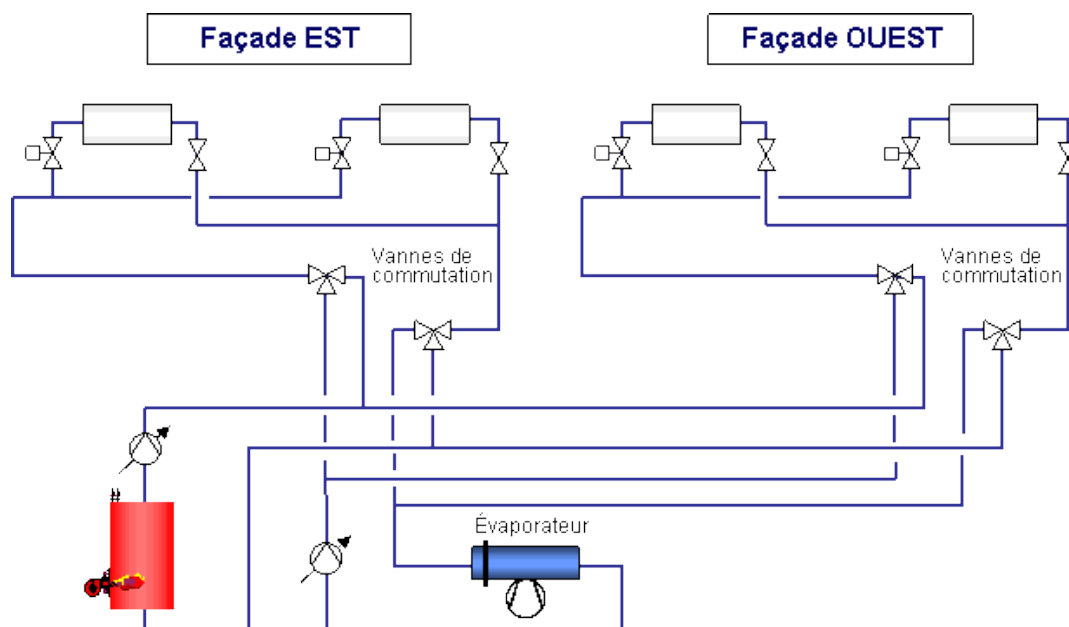 Façade EST
Façade OUEST
Vannes de
commutation
Vannes de
commutation
Évaporateur